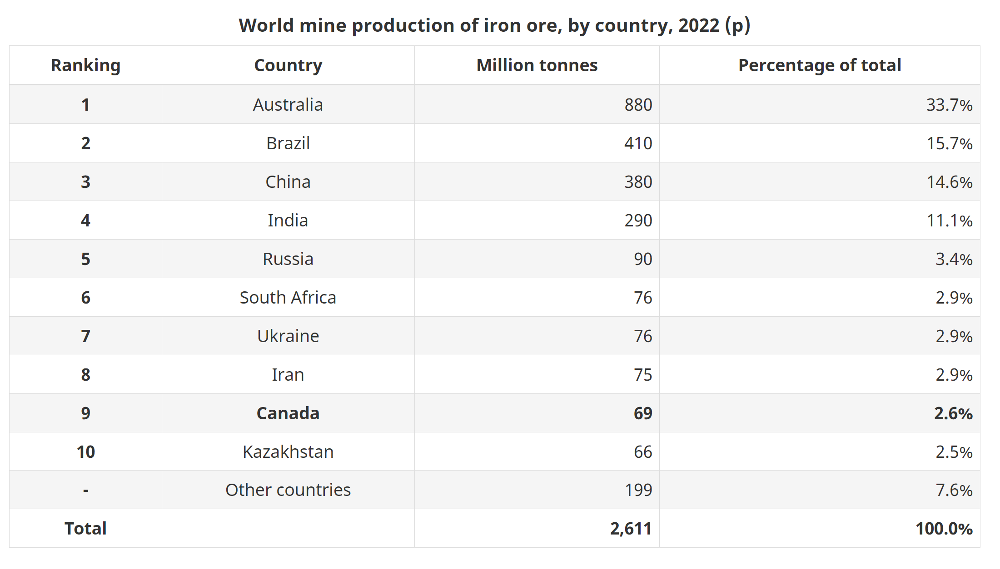 World mine production of iron ore, by country, 2022 (p)
Ranking Country Million tonnes Percentage of total
1 Australia 880 33.7%
2 Brazil 410 15.7%
3 China 380 14.6%
4 India 290 11.1%
5 Russia 90 3.4%
6 South Africa 76 2.9%
7 Ukraine 76 2.9%
8 Iran 75 2.9%
9 Canada 69 2.6%
10 Kazakhstan 66 2.5%
- Other countries 199 7.6%
Total 2,611 100.0%